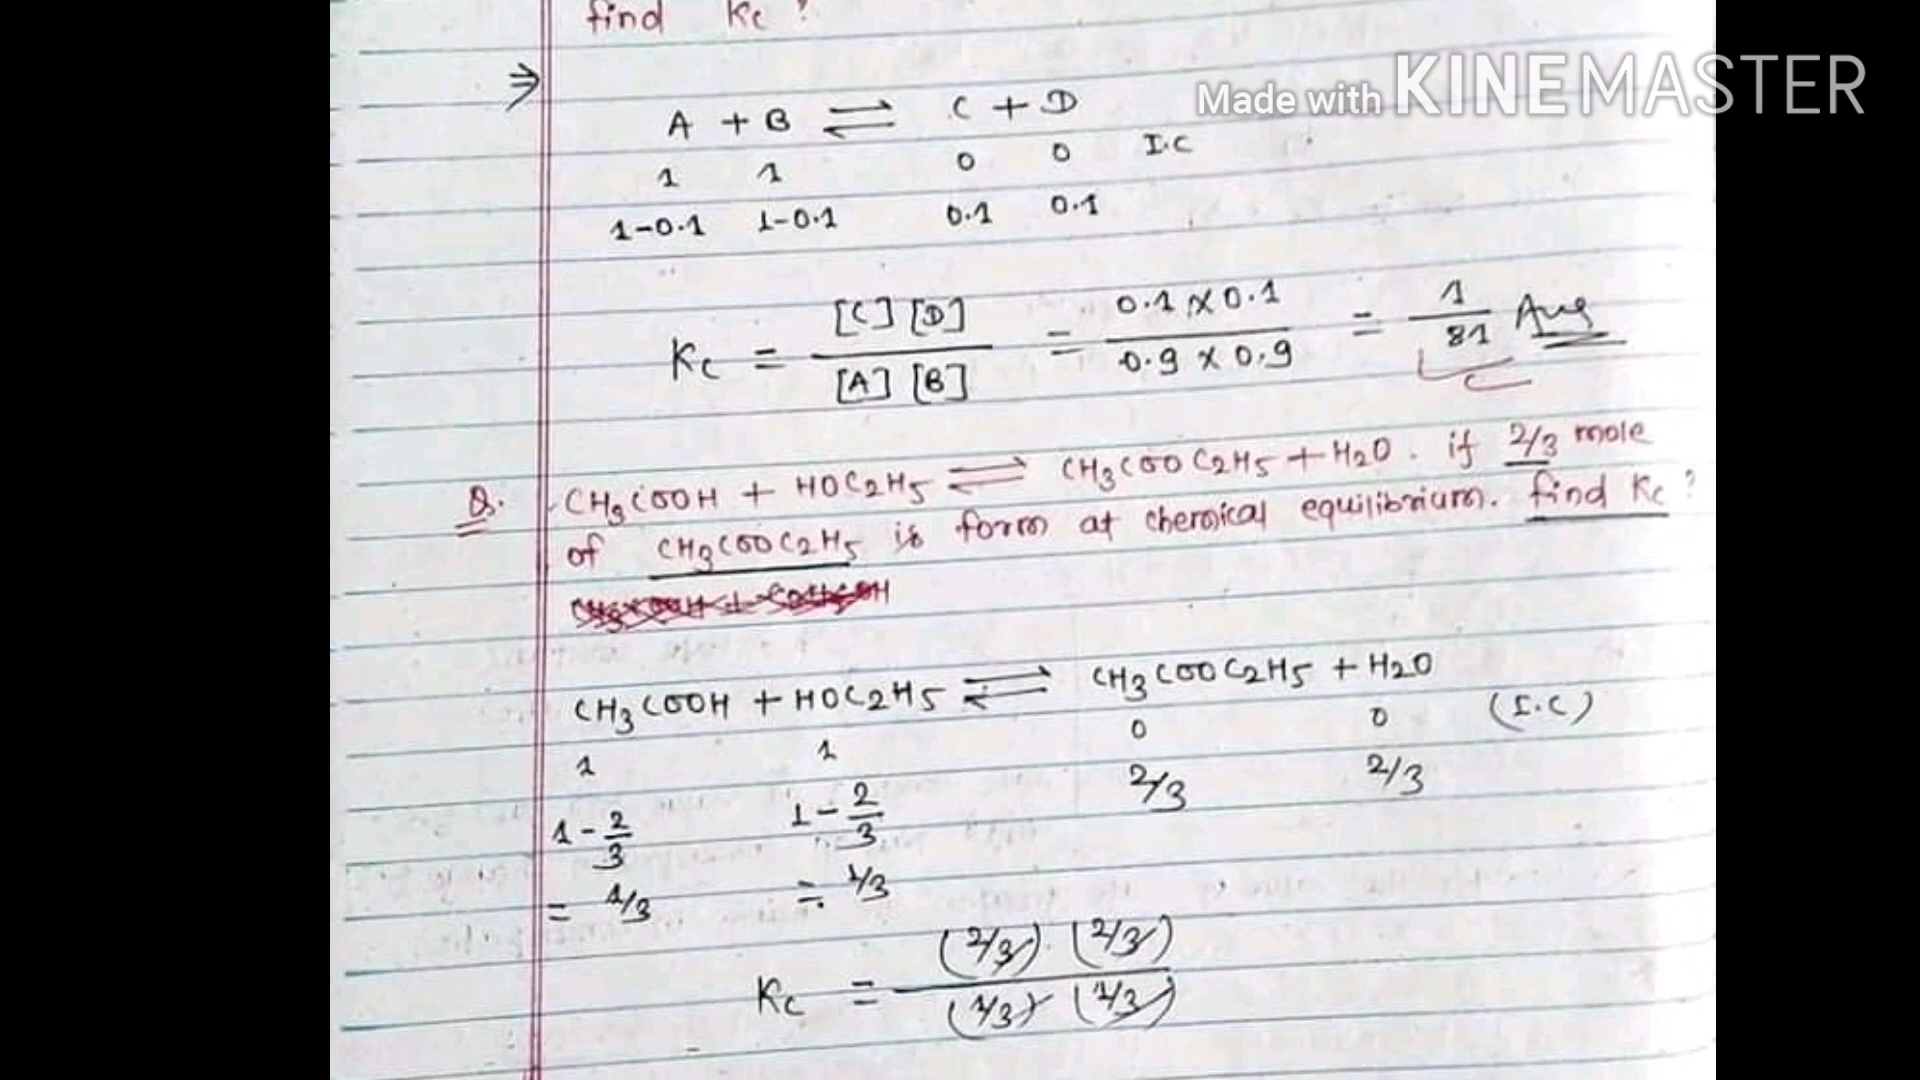 find Kc ?
Made with KINEMASTER
⇒ A + B ⇌ C + D
1 1 0 0 I.C
1-0.1 1-0.1 0.1 0.1
Kc = [C] [D] / [A] [B] = 0.1 x 0.1 / 0.9 x 0.9 = 1/81 Ans
Q. CH3COOH + HOC2H5 ⇌ CH3COOC2H5 + H2O . if 2/3 mole
of CH3COOC2H5 is form at chemical equilibrium. find Kc ?
CH3COOH + HOC2H5 ⇌ CH3COOC2H5 + H2O
1 1 0 0 (I.C)
1 - 2/3 1 - 2/3 2/3 2/3
= 1/3 = 1/3
Kc = (2/3) . (2/3) / (1/3) (1/3)